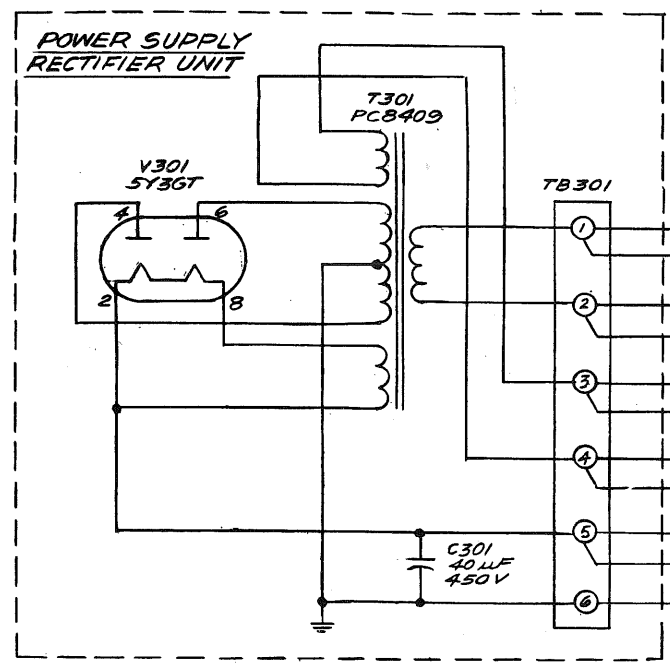 POWER SUPPLY
RECTIFIER UNIT
T301
PC8409
V301
5Y3GT
TB301
4
6
2
8
1
2
3
4
5
6
C301
40 µF
450V